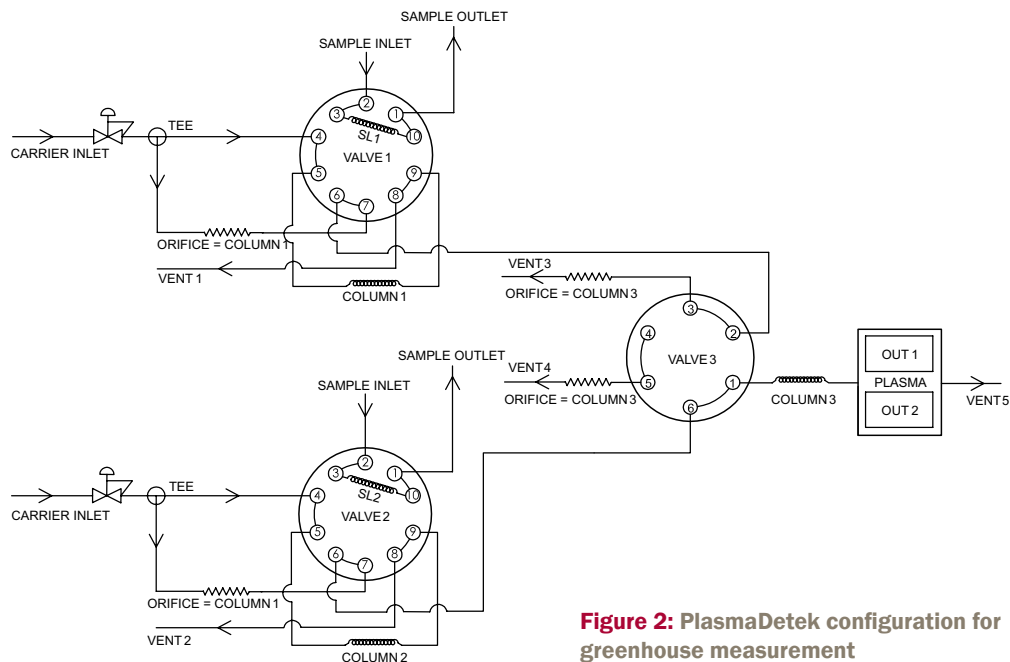 SAMPLE OUTLET
SAMPLE INLET
CARRIER INLET
TEE
1
2
3
4
5
6
7
8
9
10
SL1
VALVE 1
ORIFICE = COLUMN 1
VENT 1
COLUMN 1
VENT 3
ORIFICE = COLUMN 3
1
2
3
4
5
6
VALVE 3
VENT 4
ORIFICE = COLUMN 3
COLUMN 3
OUT 1
PLASMA
OUT 2
VENT 5
SAMPLE OUTLET
SAMPLE INLET
CARRIER INLET
TEE
1
2
3
4
5
6
7
8
9
10
SL2
VALVE 2
ORIFICE = COLUMN 1
VENT 2
COLUMN 2
Figure 2: PlasmaDetek configuration for
greenhouse measurement